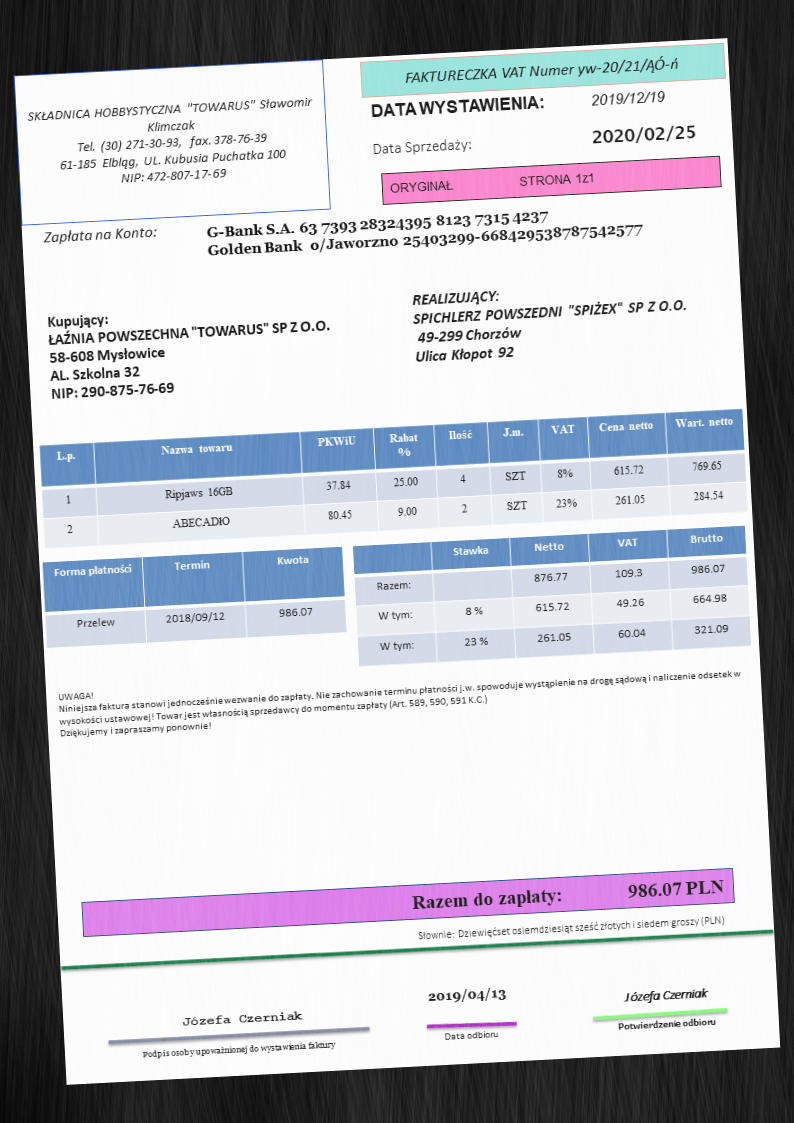 SKŁADNICA HOBBYSTYCZNA "TOWARUS" Sławomir
Klimczak
Tel. (30) 271-30-93, fax. 378-76-39
61-185 Elbląg, UL. Kubusia Puchatka 100
NIP: 472-807-17-69
FAKTURECZKA VAT Numer yw-20/21/ĄÓ-ń
DATA WYSTAWIENIA: 2019/12/19
Data Sprzedaży: 2020/02/25
ORYGINAŁ STRONA 1z1
Zapłata na Konto: G-Bank S.A. 63 7393 28324395 8123 7315 4237
Golden Bank o/Jaworzno 25403299-668429538787542577
Kupujący:
ŁAŹNIA POWSZECHNA "TOWARUS" SP Z O.O.
58-608 Mysłowice
AL. Szkolna 32
NIP: 290-875-76-69
REALIZUJĄCY:
SPICHLERZ POWSZEDNI "SPIŻEX" SP Z O.O.
49-299 Chorzów
Ulica Kłopot 92
L.p. Nazwa towaru PKWiU Rabat % Ilość J.m. VAT Cena netto Wart. netto
1 Ripjaws 16GB 37.84 25.00 4 SZT 8% 615.72 769.65
2 ABECADłO 80.45 9.00 2 SZT 23% 261.05 284.54
Forma płatności Termin Kwota
Przelew 2018/09/12 986.07
Stawka Netto VAT Brutto
Razem: 876.77 109.3 986.07
W tym: 8 % 615.72 49.26 664.98
W tym: 23 % 261.05 60.04 321.09
UWAGA!
Niniejsza faktura stanowi jednocześnie wezwanie do zapłaty. Nie zachowanie terminu płatności j.w. spowoduje wystąpienie na drogę sądową i naliczenie odsetek w
wysokości ustawowej! Towar jest własnością sprzedawcy do momentu zapłaty (Art. 589, 590, 591 K.C.)
Dziękujemy i zapraszamy ponownie!
Razem do zapłaty: 986.07 PLN
Słownie: Dziewięćset osiemdziesiąt sześć złotych i siedem groszy (PLN)
Józefa Czerniak
Podpis osoby upoważnionej do wystawienia faktury
2019/04/13
Data odbioru
Józefa Czerniak
Potwierdzenie odbioru